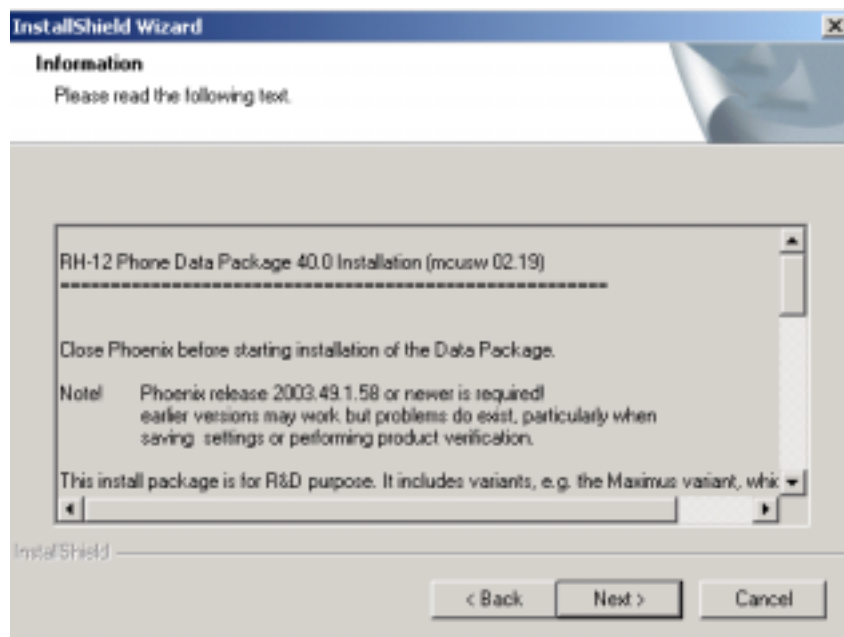 InstallShield Wizard
Information
Please read the following text.
RH-12 Phone Data Package 40.0 Installation (mcusw 02.19)
============================================================
Close Phoenix before starting installation of the Data Package.
Note! Phoenix release 2003.49.1.58 or newer is required!
earlier versions may work but problems do exist, particularly when
saving settings or performing product verification.
This install package is for R&D purpose. It includes variants, e.g. the Maximus variant, whic
InstallShield
< Back
Next >
Cancel